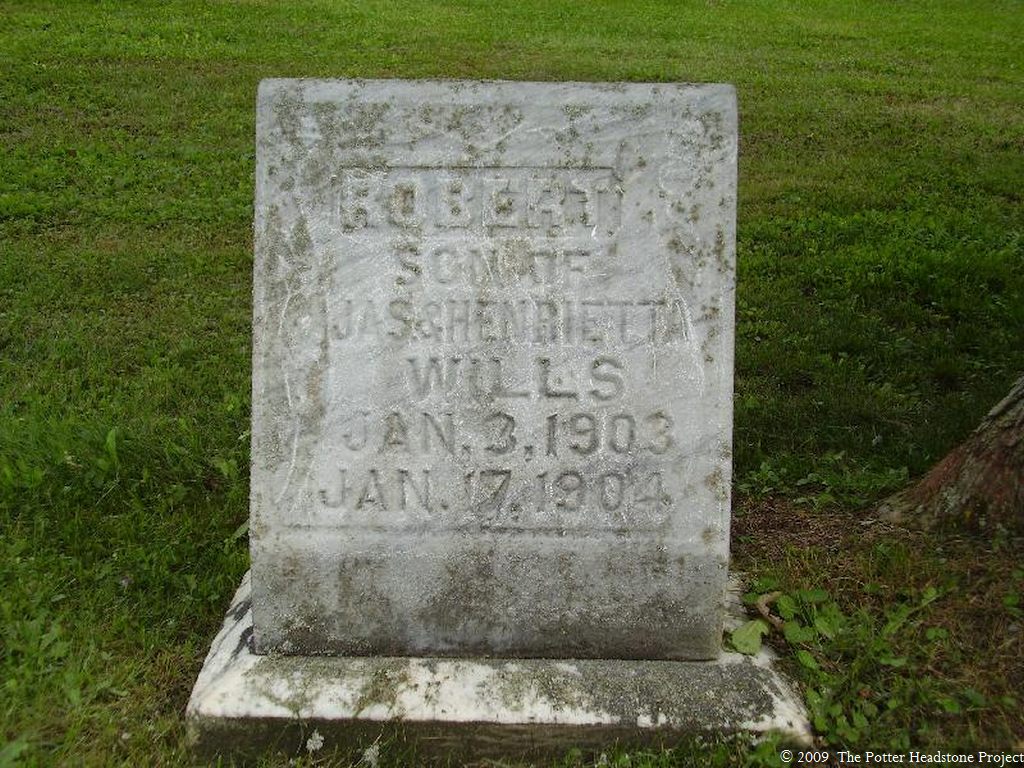 ROBERT,
SON OF
JAS & HENRIETTA
WILLS
JAN. 3, 1903
JAN. 17, 1904
© 2009 The Potter Headstone Project